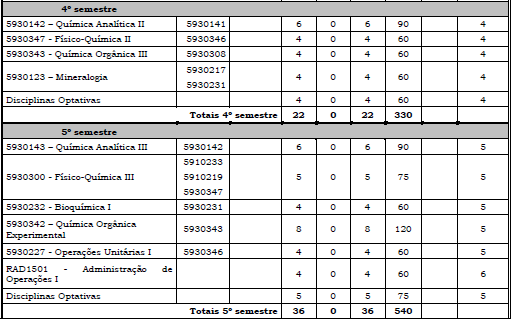 4º semestre
5930142 – Química Analítica II 5930141 6 0 6 90 4
5930347 - Físico-Química II 5930346 4 0 4 60 4
5930343 - Química Orgânica III 5930308 4 0 4 60 4
5930217
5930123 – Mineralogia 4 0 4 60 4
5930231
Disciplinas Optativas 4 0 4 60 4
Totais 4º semestre 22 0 22 330
5º semestre
5930143 – Química Analítica III 5930142 6 0 6 90 5
5910233
5930300 - Físico-Química III 5910219 5 0 5 75 5
5930347
5930232 - Bioquímica I 5930231 4 0 4 60 5
5930342 – Química Orgânica
Experimental 5930343 8 0 8 120 5
5930227 - Operações Unitárias I 5930346 4 0 4 60 5
RAD1501 - Administração de
Operações I 4 0 4 60 6
Disciplinas Optativas 5 0 5 75 5
Totais 5º semestre 36 0 36 540